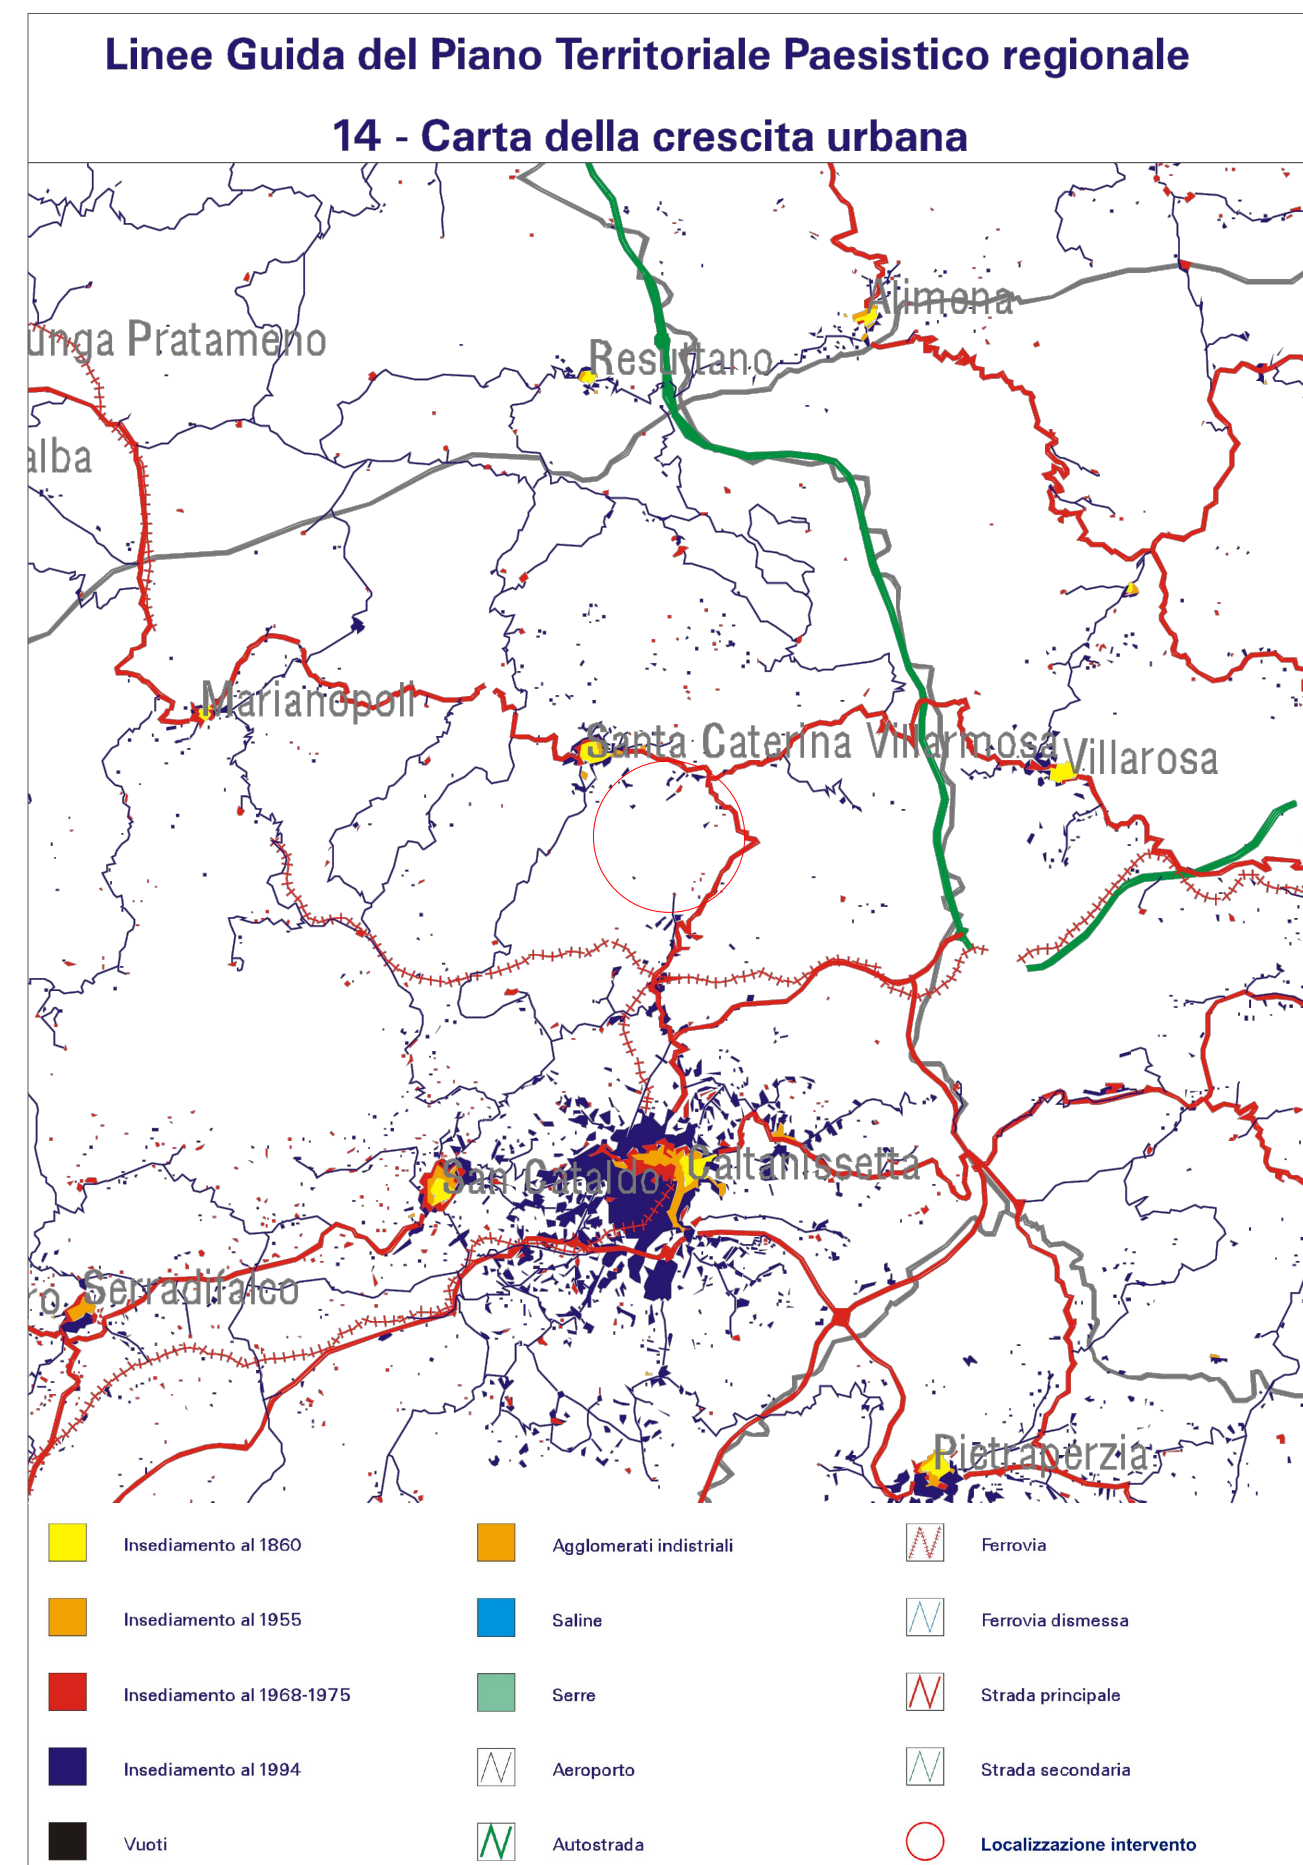 Linee Guida del Piano Territoriale Paesistico regionale
14 - Carta della crescita urbana
Alimena
unga Pratameno
Resuttano
alba
Marianopoli
Santa Caterina Villarmosa
Villarosa
Caltanissetta
San Cataldo
ro
Serradifalco
Pietraperzia
Insediamento al 1860
Agglomerati indistriali
Ferrovia
Insediamento al 1955
Saline
Ferrovia dismessa
Insediamento al 1968-1975
Serre
Strada principale
Insediamento al 1994
Aeroporto
Strada secondaria
Vuoti
Autostrada
Localizzazione intervento